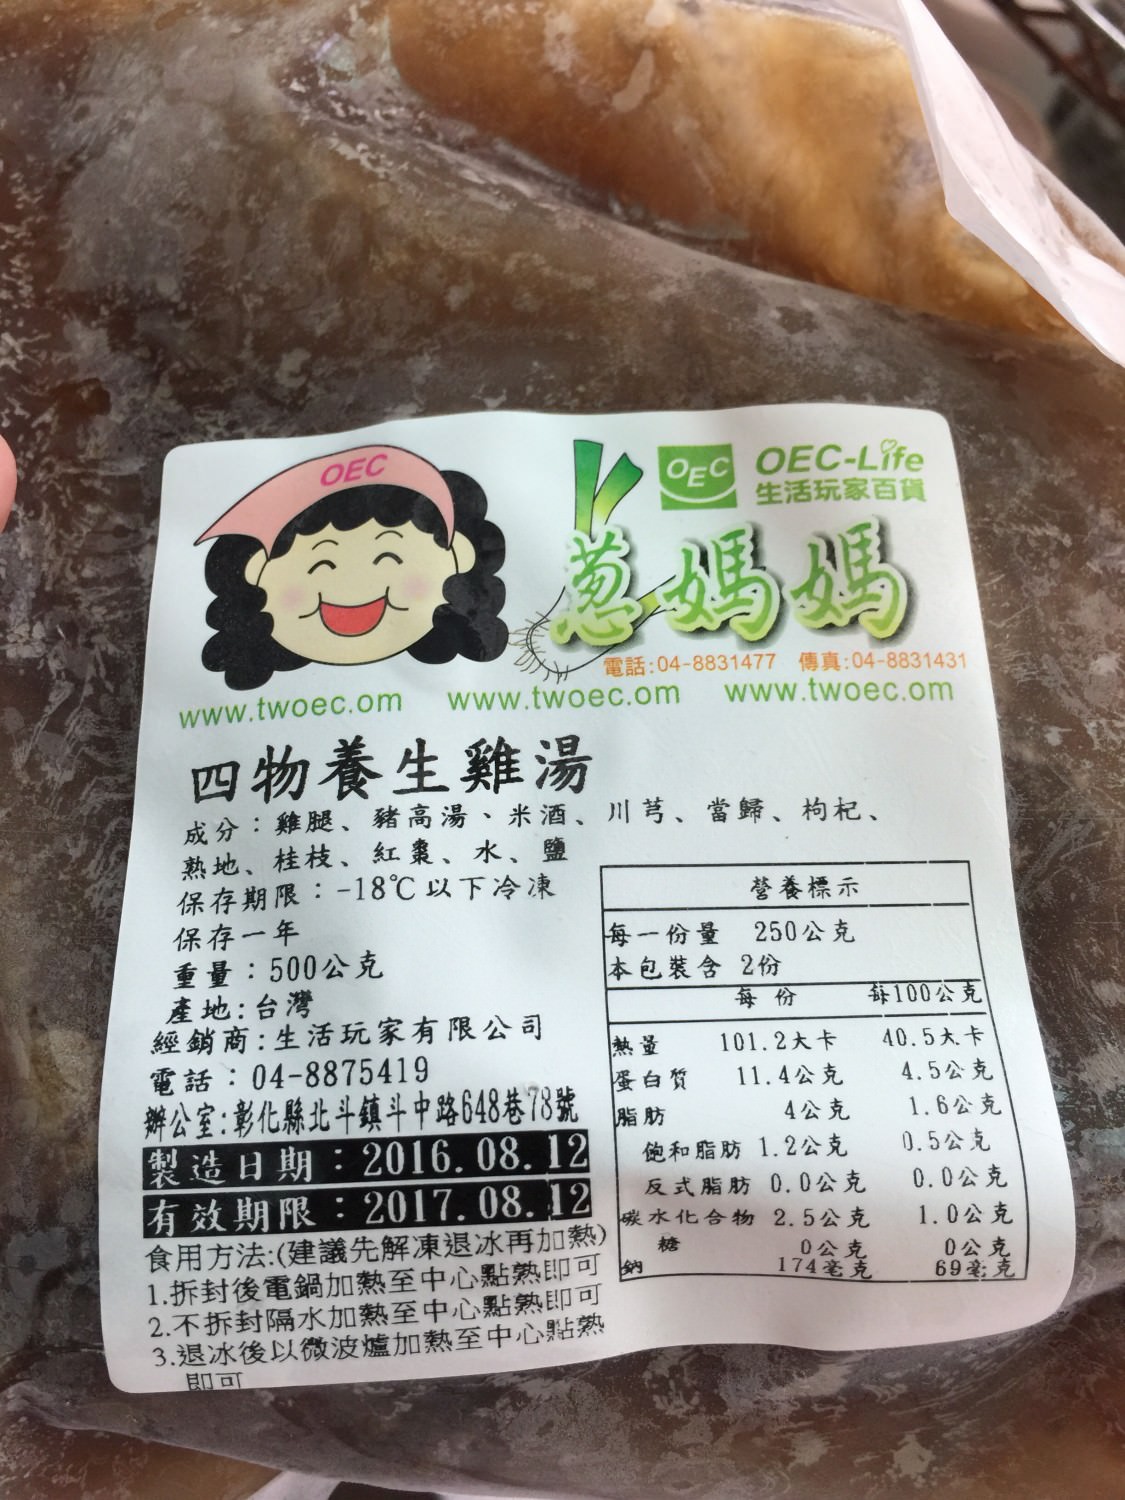 OEC
OEC
OEC-Life
生活玩家百貨
蔥媽媽
電話:04-8831477 傳真:04-8831431
www.twoec.om www.twoec.om www.twoec.om
四物養生雞湯
成分：雞腿、豬高湯、米酒、川芎、當歸、枸杞、
熟地、桂枝、紅棗、水、鹽
保存期限：-18℃以下冷凍
保存一年
重量：500公克
產地:台灣
經銷商:生活玩家有限公司
電話：04-8875419
辦公室:彰化縣北斗鎮斗中路648巷78號
製造日期：2016.08.12
有效期限：2017.08.12
食用方法:(建議先解凍退冰再加熱)
1.拆封後電鍋加熱至中心點熱即可
2.不拆封隔水加熱至中心點熱即可
3.退冰後以微波爐加熱至中心點熱
即可
營養標示
每一份量 250公克
本包裝含 2份
每份 每100公克
熱量 101.2大卡 40.5大卡
蛋白質 11.4公克 4.5公克
脂肪 4公克 1.6公克
飽和脂肪 1.2公克 0.5公克
反式脂肪 0.0公克 0.0公克
碳水化合物 2.5公克 1.0公克
糖 0公克 0公克
鈉 174毫克 69毫克